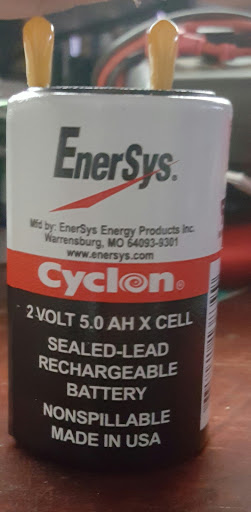 EnerSys®
Mfd by: EnerSys Energy Products Inc.
Warrensburg, MO 64093-9301
www.enersys.com
Cyclon®
2 VOLT 5.0 AH X CELL
SEALED-LEAD
RECHARGEABLE
BATTERY
NONSPILLABLE
MADE IN USA